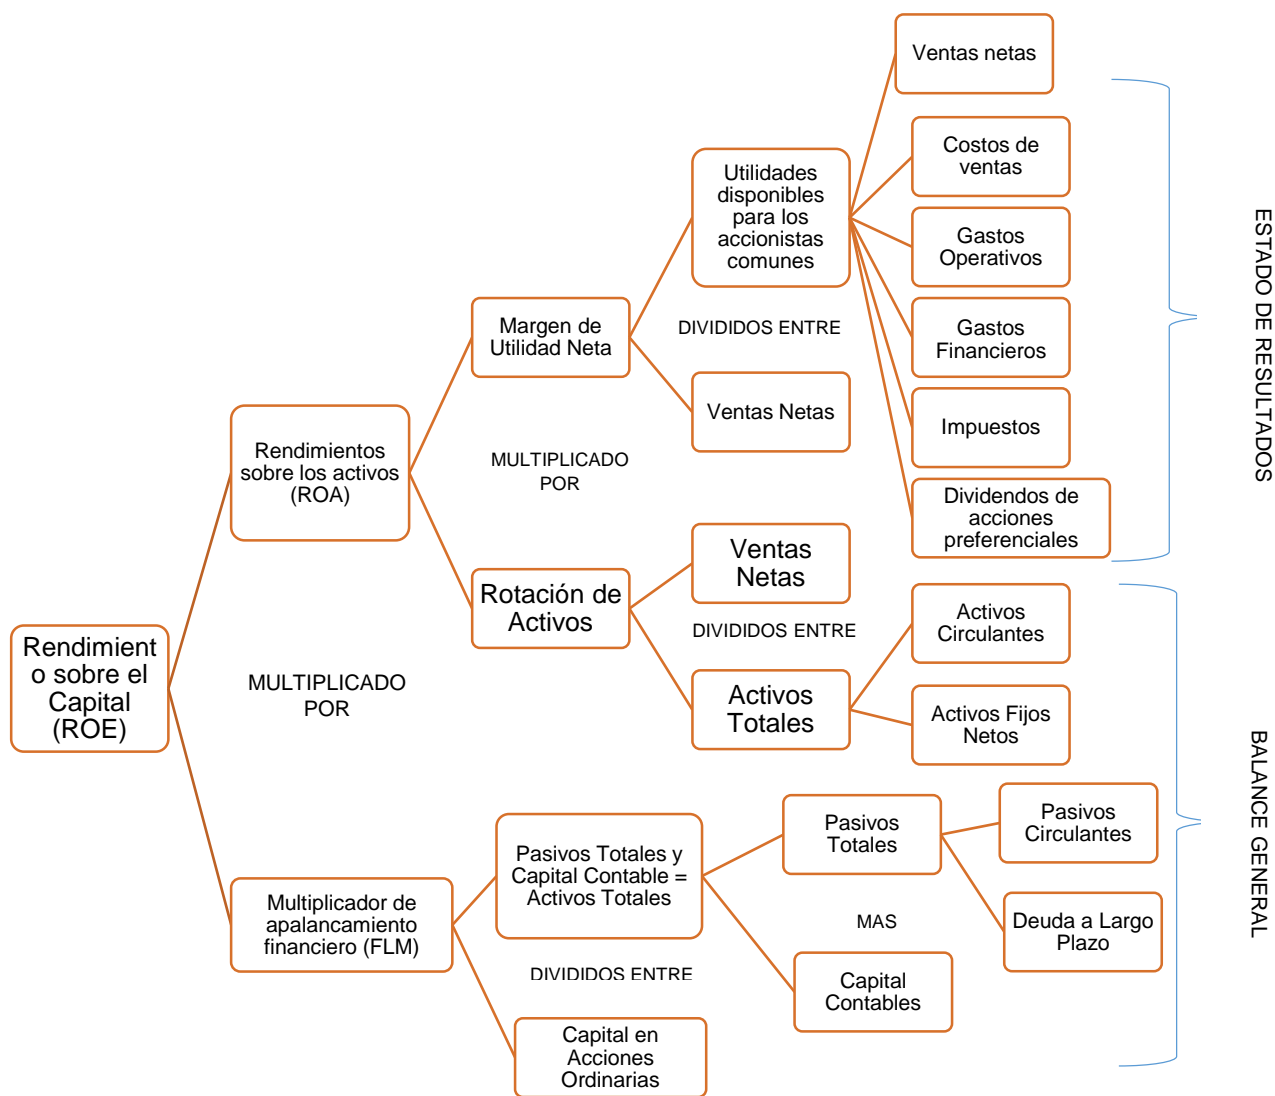 Ventas netas
Costos de
ventas
Utilidades
disponibles
para los
accionistas
comunes
Gastos
Operativos
Margen de
Utilidad Neta
DIVIDIDOS ENTRE
Gastos
Financieros
Ventas Netas
Impuestos
Rendimientos
sobre los activos
(ROA)
MULTIPLICADO
POR
Dividendos de
acciones
preferenciales
ESTADO DE RESULTADOS
Ventas
Netas
Rotación de
Activos
DIVIDIDOS ENTRE
Activos
Circulantes
Rendimient
o sobre el
Capital
(ROE)
MULTIPLICADO
POR
Activos
Totales
Activos Fijos
Netos
Pasivos
Totales
Pasivos
Circulantes
Pasivos Totales y
Capital Contable =
Activos Totales
Multiplicador de
apalancamiento
financiero (FLM)
MAS
Deuda a Largo
Plazo
DIVIDIDOS ENTRE
Capital
Contables
Capital en
Acciones
Ordinarias
BALANCE GENERAL